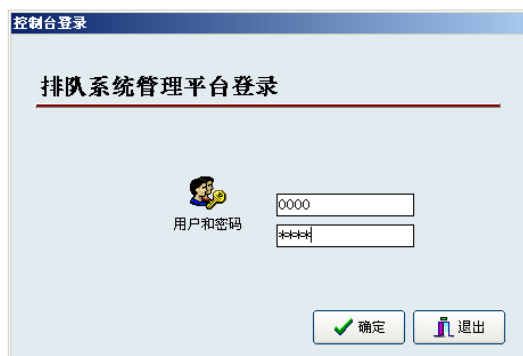 控制台登录
排队系统管理平台登录
0000
用户和密码
****
确定
退出